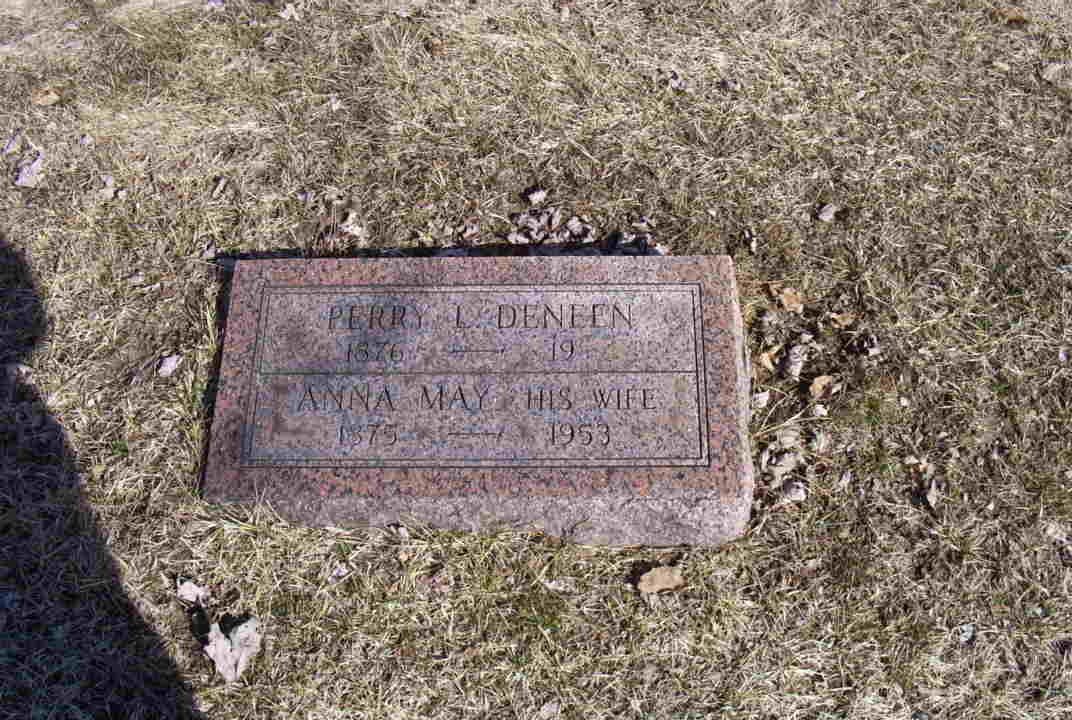 PERRY L. DENEEN
1876 — 19
ANNA MAY HIS WIFE
1875 — 1953